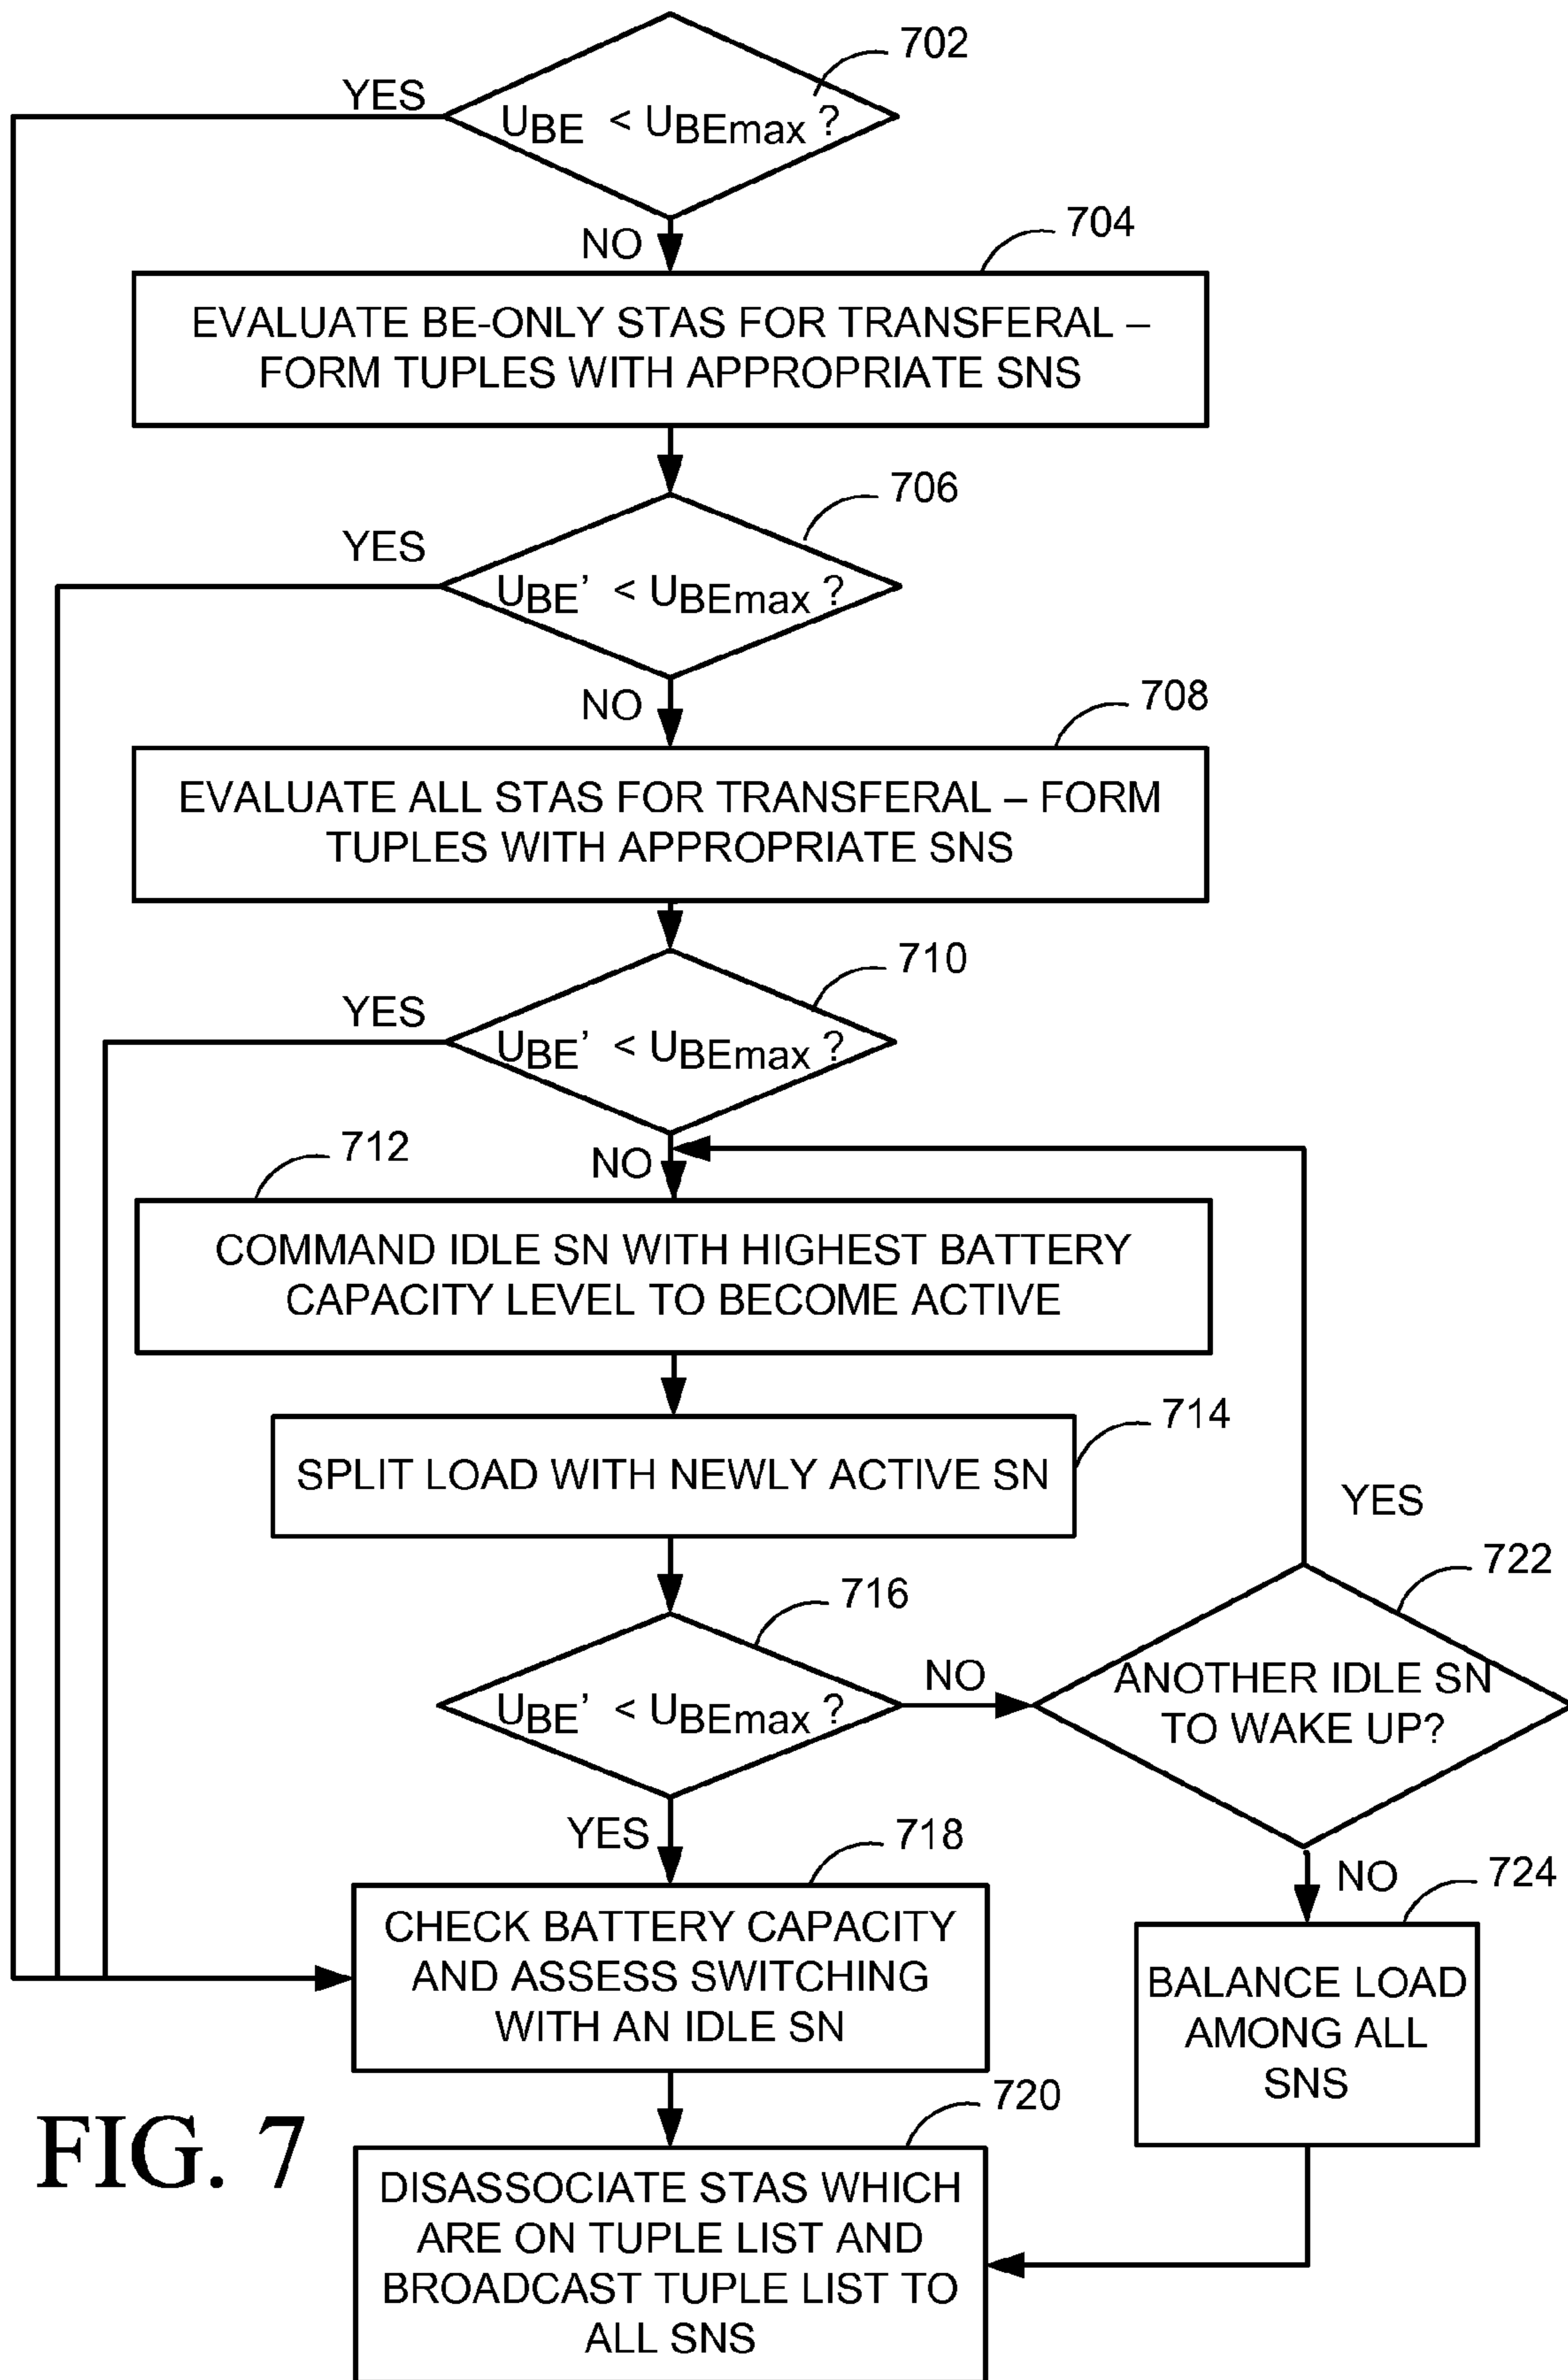 702
YES
UBE < UBEmax ?
NO
704
EVALUATE BE-ONLY STAS FOR TRANSFERAL –
FORM TUPLES WITH APPROPRIATE SNS
706
YES
UBE’ < UBEmax ?
NO
708
EVALUATE ALL STAS FOR TRANSFERAL – FORM
TUPLES WITH APPROPRIATE SNS
710
YES
UBE’ < UBEmax ?
712
NO
COMMAND IDLE SN WITH HIGHEST BATTERY
CAPACITY LEVEL TO BECOME ACTIVE
714
SPLIT LOAD WITH NEWLY ACTIVE SN
YES
722
716
NO
ANOTHER IDLE SN
TO WAKE UP?
UBE’ < UBEmax ?
YES
718
NO
724
CHECK BATTERY CAPACITY
AND ASSESS SWITCHING
WITH AN IDLE SN
BALANCE LOAD
AMONG ALL
SNS
720
FIG. 7
DISASSOCIATE STAS WHICH
ARE ON TUPLE LIST AND
BROADCAST TUPLE LIST TO
ALL SNS